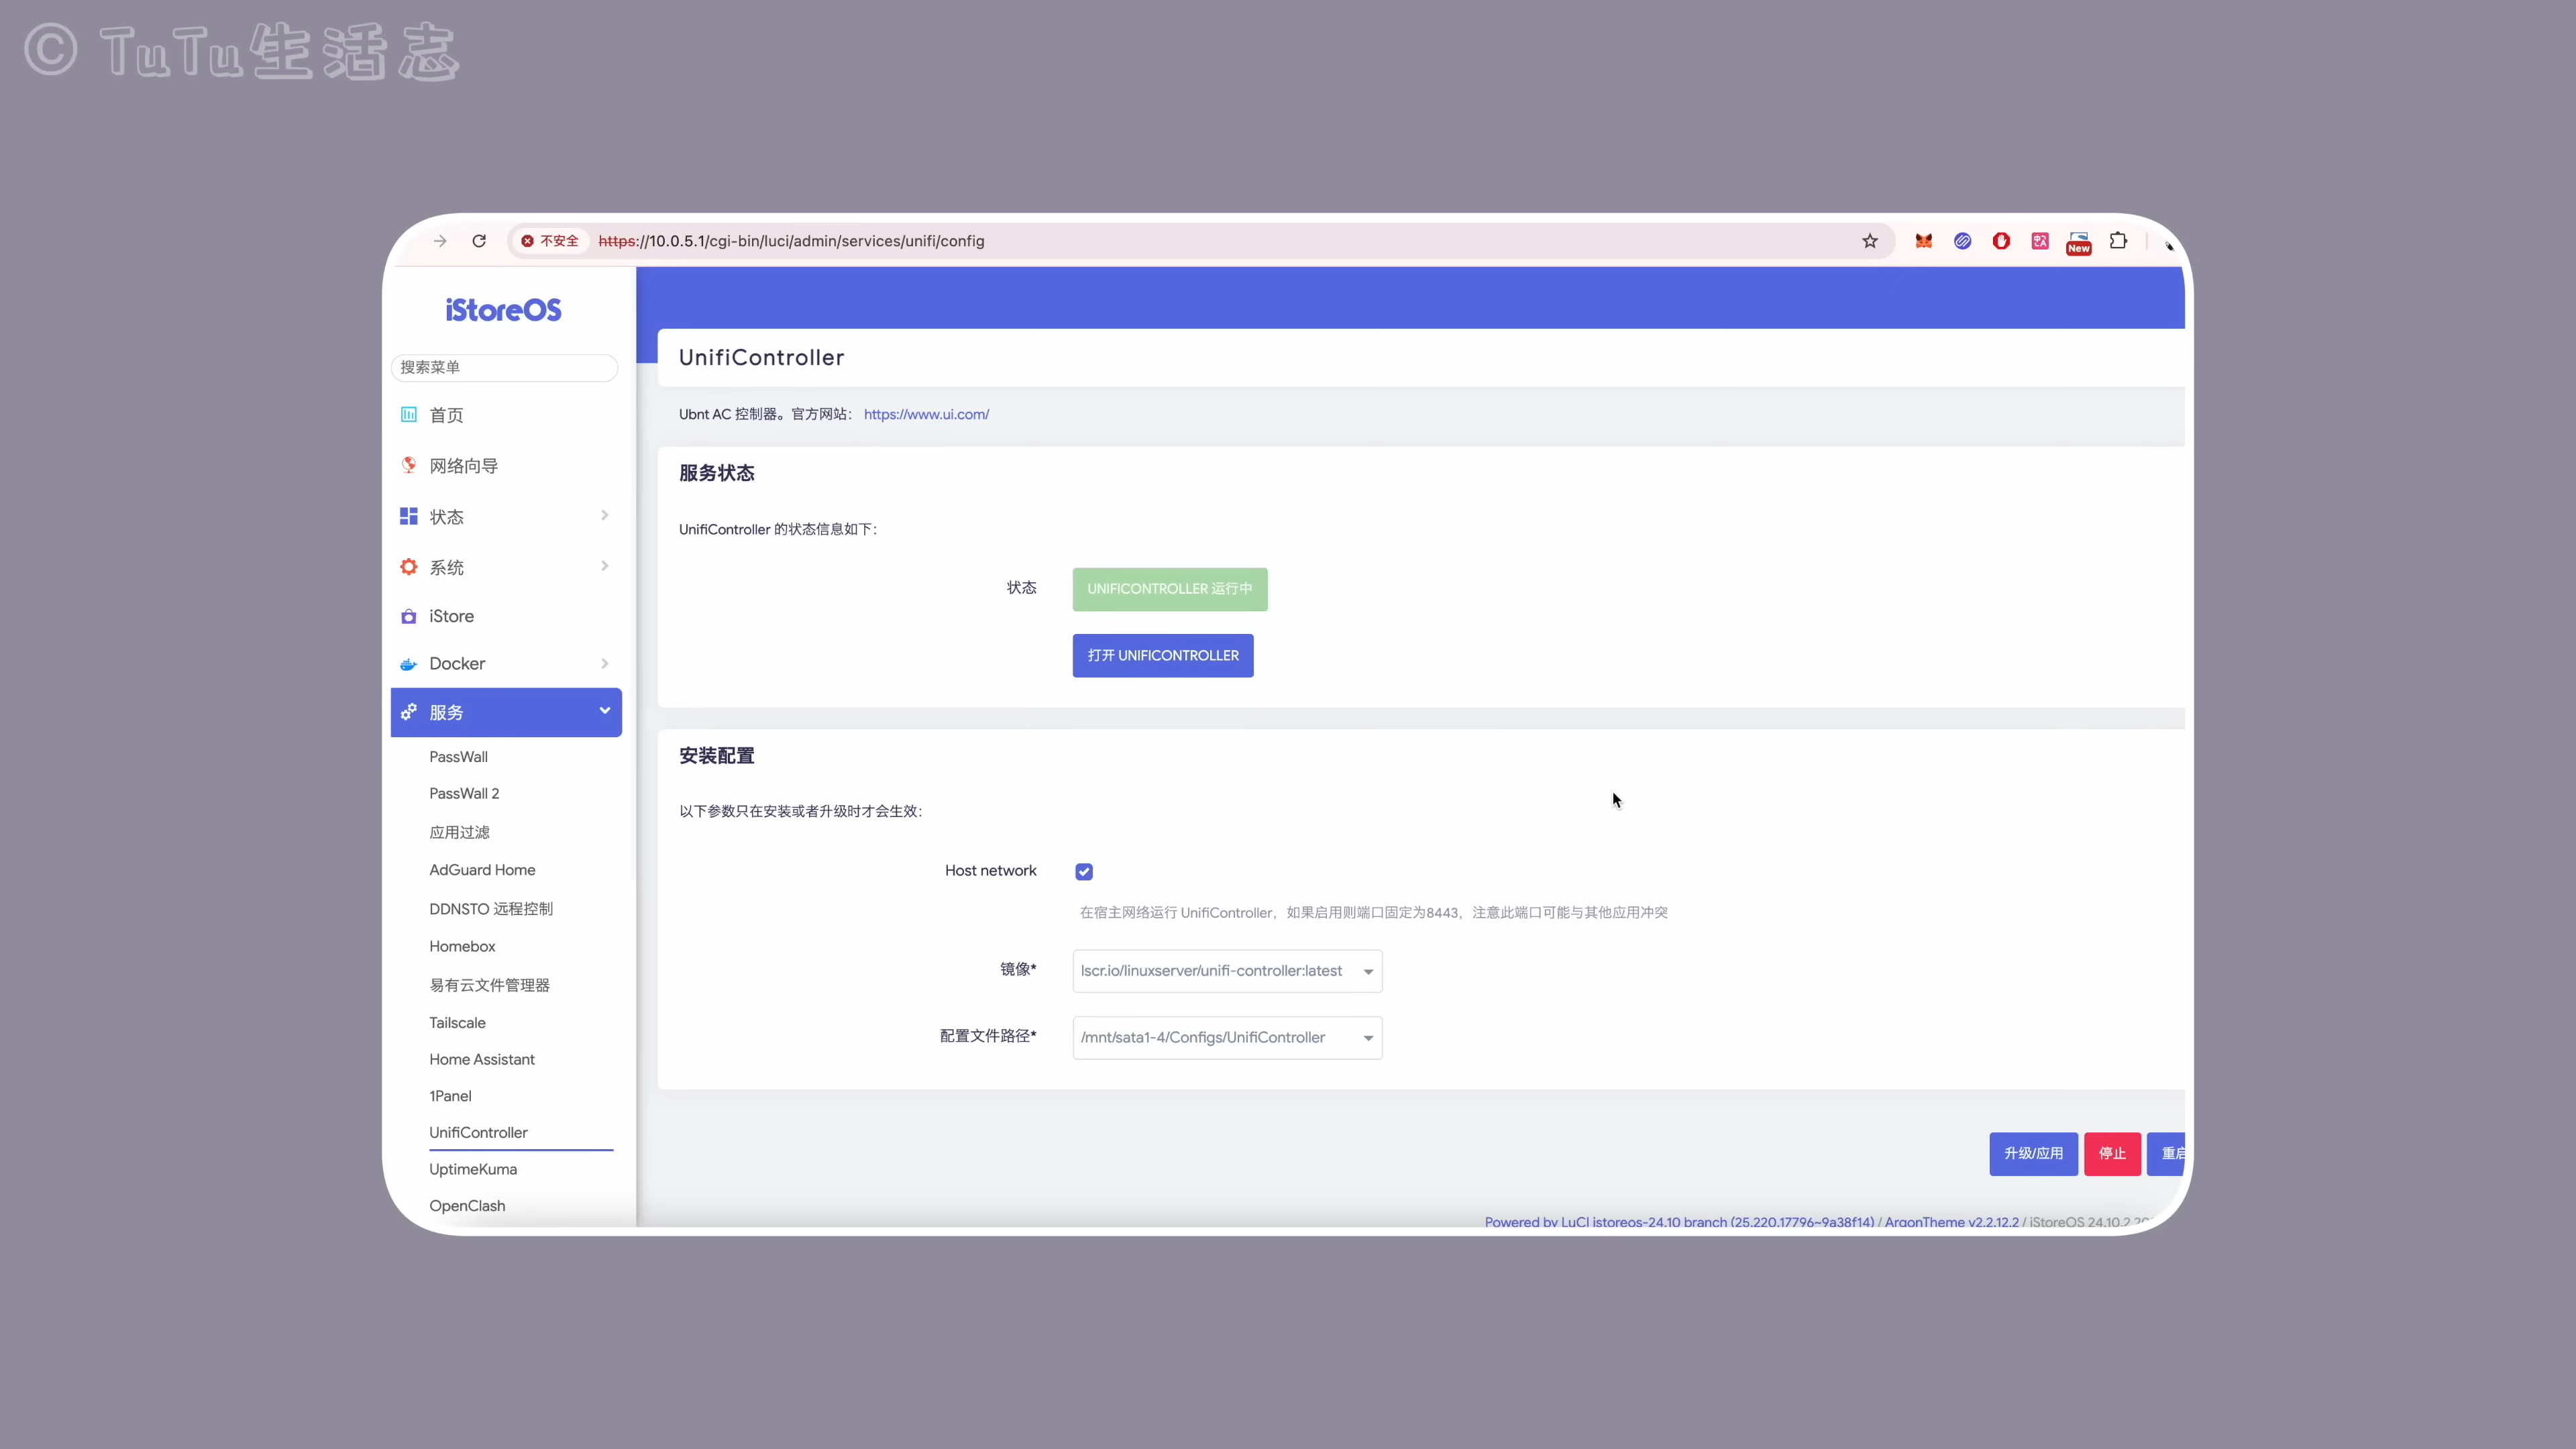 © TuTu生活志
不安全 https://10.0.5.1/cgi-bin/luci/admin/services/unifi/config
New
iStoreOS
搜索菜单
首页
网络向导
状态
系统
iStore
Docker
服务
PassWall
PassWall 2
应用过滤
AdGuard Home
DDNSTO 远程控制
Homebox
易有云文件管理器
Tailscale
Home Assistant
1Panel
UnifiController
UptimeKuma
OpenClash
UnifiController
Ubnt AC 控制器。官方网站： https://www.ui.com/
服务状态
UnifiController 的状态信息如下：
状态
UNIFICONTROLLER 运行中
打开 UNIFICONTROLLER
安装配置
以下参数只在安装或者升级时才会生效：
Host network
在宿主网络运行 UnifiController，如果启用则端口固定为8443，注意此端口可能与其他应用冲突
镜像*
lscr.io/linuxserver/unifi-controller:latest
配置文件路径*
/mnt/sata1-4/Configs/UnifiController
升级/应用
停止
重启
Powered by LuCI istoreos-24.10 branch (25.220.17796~9a38f14) / ArgonTheme v2.2.12.2 / iStoreOS 24.10.2